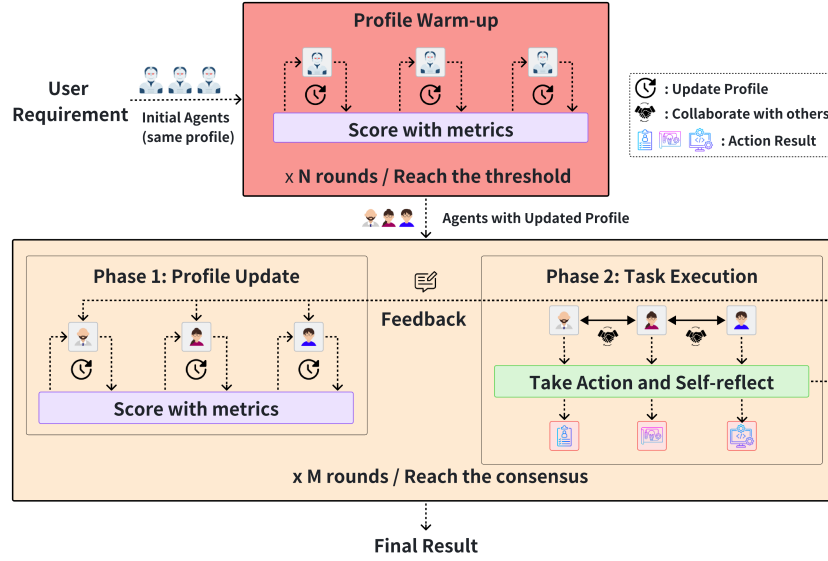 Profile Warm-up
User
Requirement
Initial Agents
(same profile)
Score with metrics
x N rounds / Reach the threshold
: Update Profile
: Collaborate with others
: Action Result
Agents with Updated Profile
Phase 1: Profile Update
Feedback
Phase 2: Task Execution
Score with metrics
Take Action and Self-reflect
x M rounds / Reach the consensus
Final Result